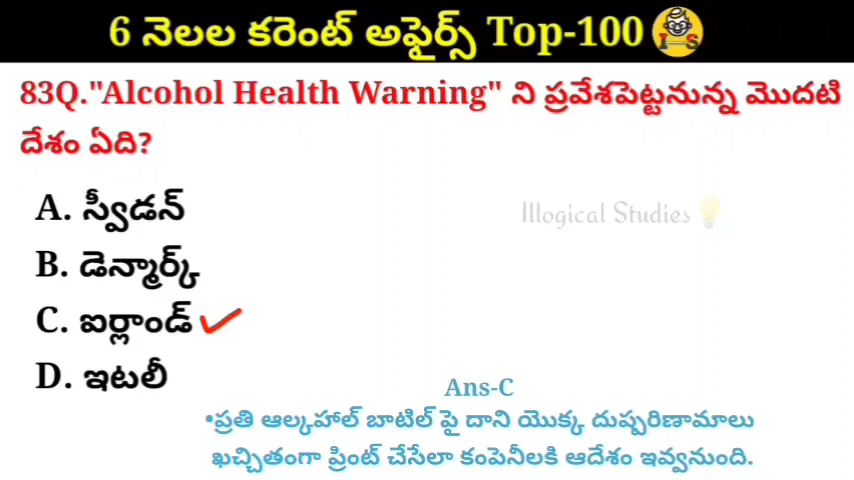 6 నెలల కరెంట్ అఫైర్స్ Top-100
I-S
83Q."Alcohol Health Warning" ని ప్రవేశపెట్టనున్న మొదటి
దేశం ఏది?
A. స్వీడన్
Illogical Studies
B. డెన్మార్క్
C. ఐర్లాండ్
D. ఇటలీ
Ans-C
•ప్రతి ఆల్కహాల్ బాటిల్ పై దాని యొక్క దుష్పరిణామాలు
ఖచ్చితంగా ప్రింట్ చేసేలా కంపెనీలకి ఆదేశం ఇవ్వనుంది.